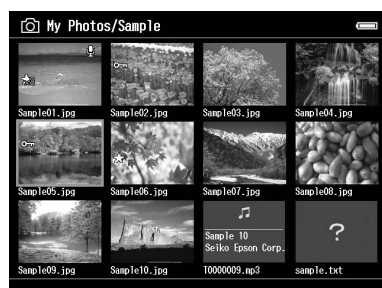 My Photos/Sample
Sample01.jpg
Sample02.jpg
Sample03.jpg
Sample04.jpg
Sample05.jpg
Sample06.jpg
Sample07.jpg
Sample08.jpg
Sample 10
Seiko Epson Corp.
?
Sample09.jpg
Sample10.jpg
T0000009.mp3
sample.txt